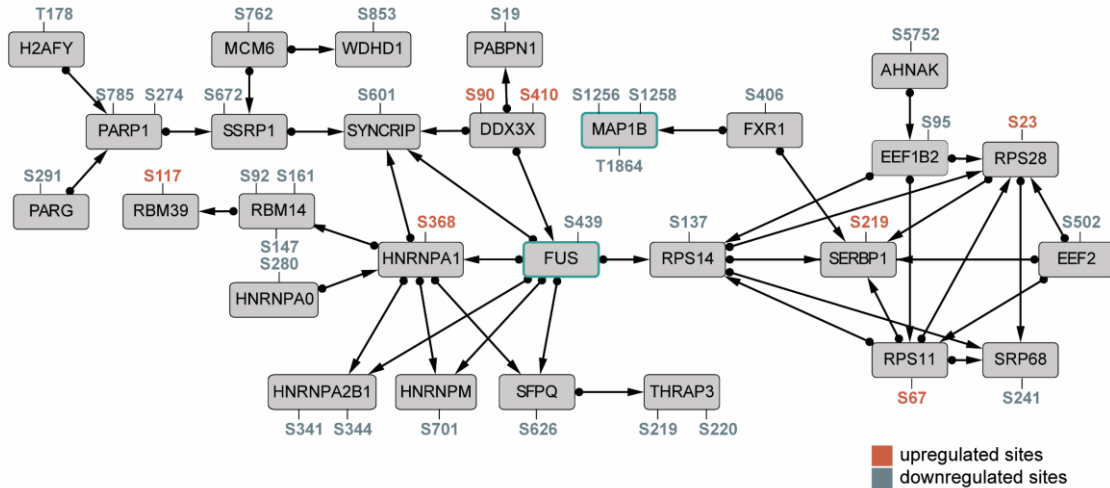 T178 S762 S853 S19
H2AFY MCM6 WDHD1 PABPN1
S5752
AHNAK
S785 S274 S672 S601 S90 S410 S1256 S1258 S406
PARP1 SSRP1 SYNCRIP DDX3X MAP1B FXR1
T1864
S95 S23
EEF1B2 RPS28
S291 S117 S92 S161
PARG RBM39 RBM14
S147
S368 S439 S137 S219 S502
HNRNPA1 FUS RPS14 SERBP1 EEF2
S280
HNRNPA0
RPS11 SRP68
S67 S241
HNRNPA2B1 HNRNPM SFPQ THRAP3
S341 S344 S701 S626 S219 S220
upregulated sites
downregulated sites